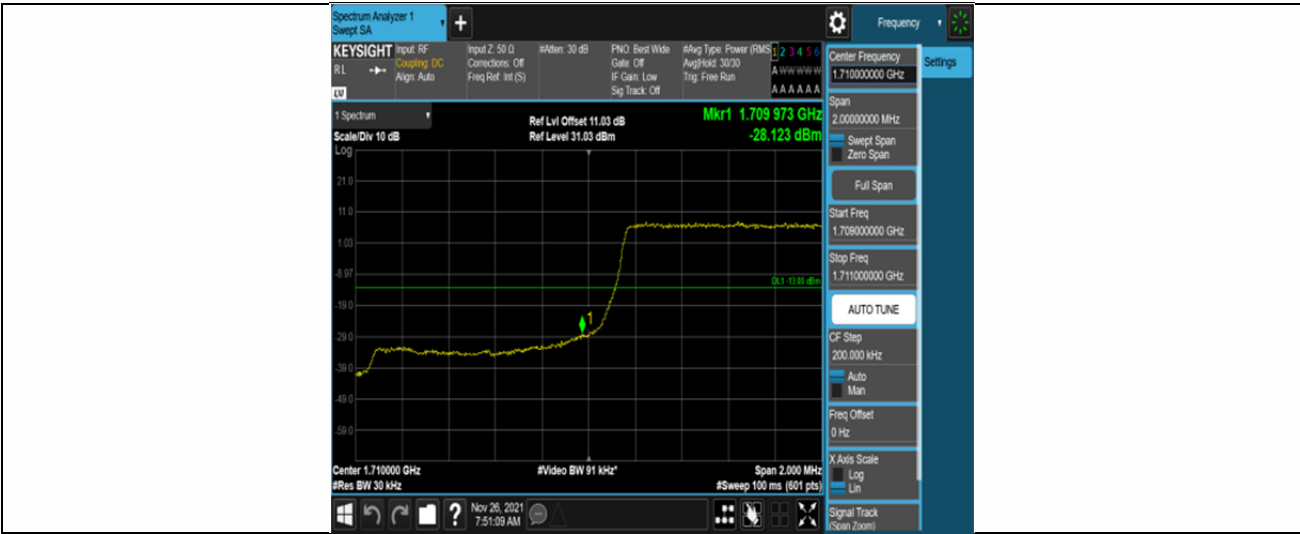 Spectrum Analyzer 1
Swept SA
+
Frequency
KEYSIGHT
RL
Input: RF
Coupling: DC
Align: Auto
Input Z: 50 Ω
Corrections: Off
Freq Ref: Int (S)
#Atten: 30 dB
PNO: Best Wide
Gate: Off
IF Gain: Low
Sig Track: Off
#Avg Type: Power (RMS
Avg|Hold: 30/30
Trig: Free Run
1 2 3 4 5 6
A W W W W W
A A A A A A
1 Spectrum
Scale/Div 10 dB
Log
Ref Lvl Offset 11.03 dB
Ref Level 31.03 dBm
Mkr1 1.709 973 GHz
-28.123 dBm
21.0
11.0
1.03
-8.97
-19.0
-29.0
-39.0
-49.0
-59.0
DL1 -13.00 dBm
1
Center 1.710000 GHz
#Res BW 30 kHz
#Video BW 91 kHz*
Span 2.000 MHz
#Sweep 100 ms (601 pts)
?
Nov 26, 2021
7:51:09 AM
Center Frequency
1.710000000 GHz
Settings
Span
2.00000000 MHz
Swept Span
Zero Span
Full Span
Start Freq
1.709000000 GHz
Stop Freq
1.711000000 GHz
AUTO TUNE
CF Step
200.000 kHz
Auto
Man
Freq Offset
0 Hz
X Axis Scale
Log
Lin
Signal Track
(Span Zoom)